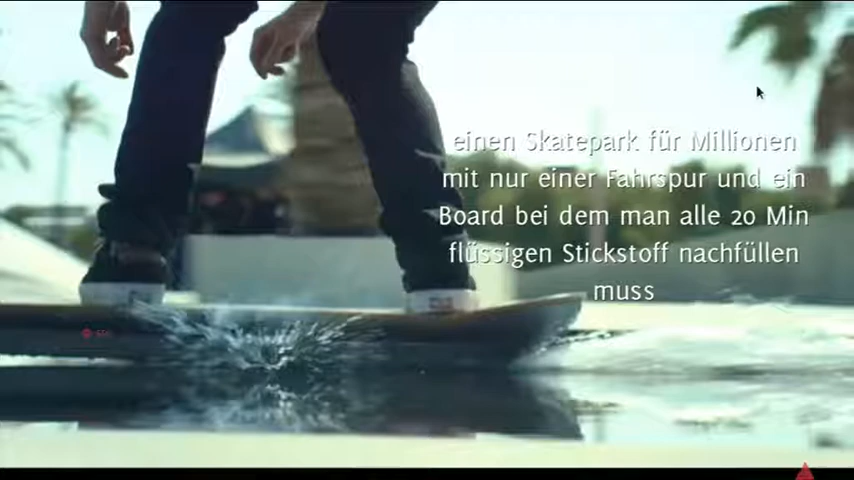 einen Skatepark für Millionen
mit nur einer Fahrspur und ein
Board bei dem man alle 20 Min
flüssigen Stickstoff nachfüllen
muss